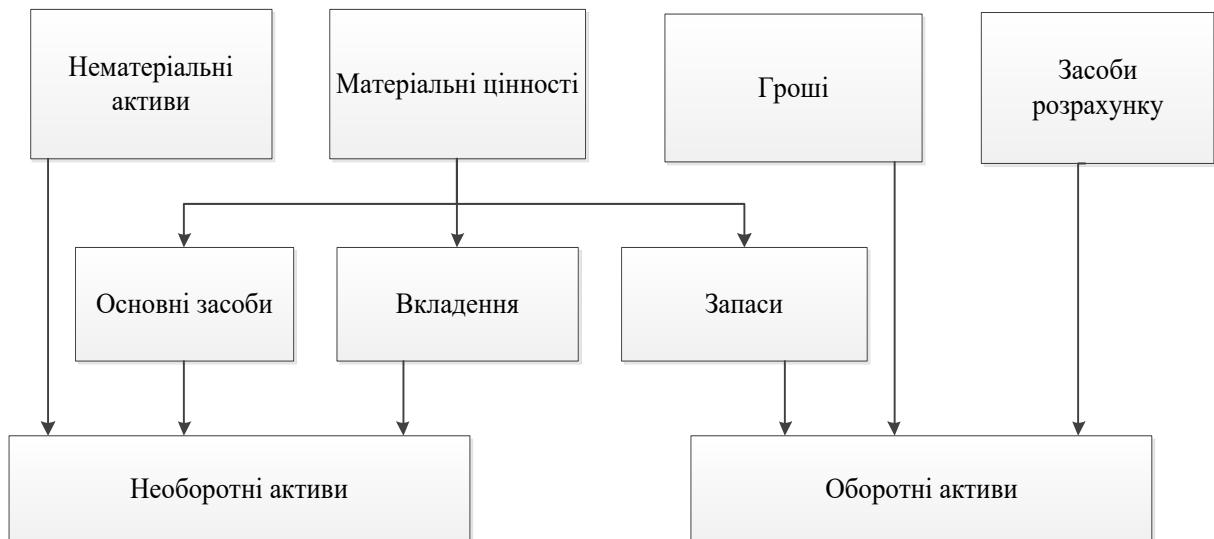 Нематеріальні
активи
Матеріальні цінності
Гроші
Засоби
розрахунку
Основні засоби
Вкладення
Запаси
Необоротні активи
Оборотні активи